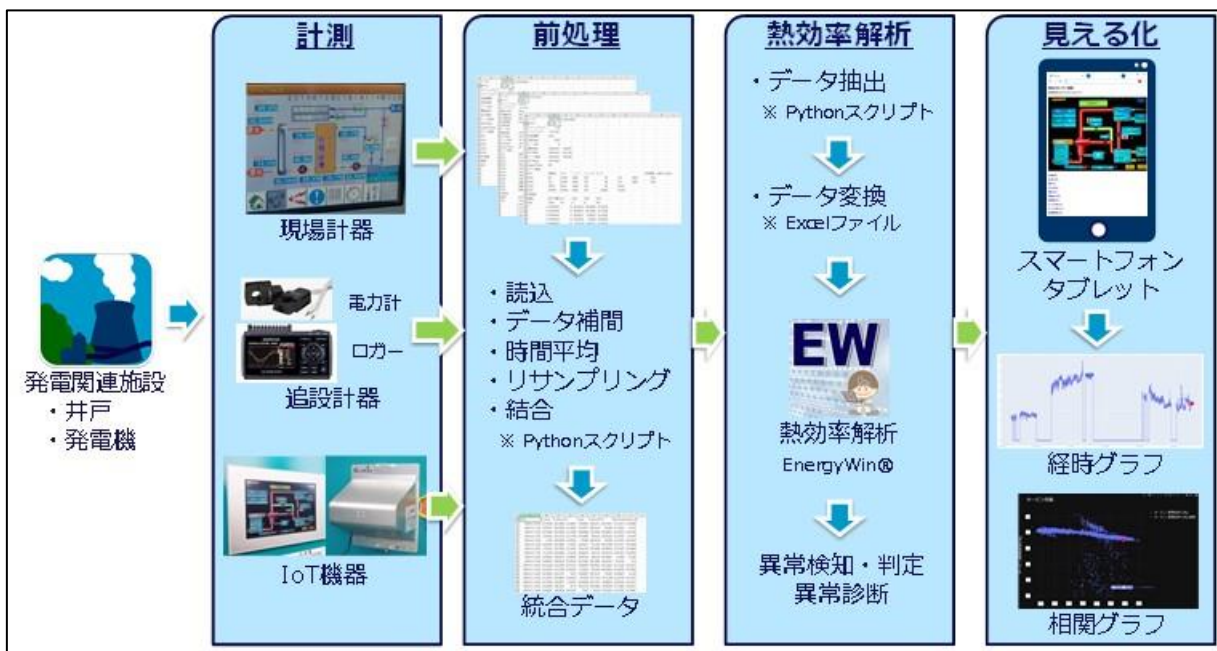 発電関連施設
・井戸
・発電機
計測
現場計器
電力計
ロガー
追設計器
IoT機器
前処理
・読込
・データ補間
・時間平均
・リサンプリング
・結合
※ Pythonスクリプト
統合データ
熱効率解析
・データ抽出
※ Pythonスクリプト
・データ変換
※ Excelファイル
EW
熱効率解析
EnergyWin®
異常検知・判定
異常診断
見える化
スマートフォン
タブレット
経時グラフ
相関グラフ